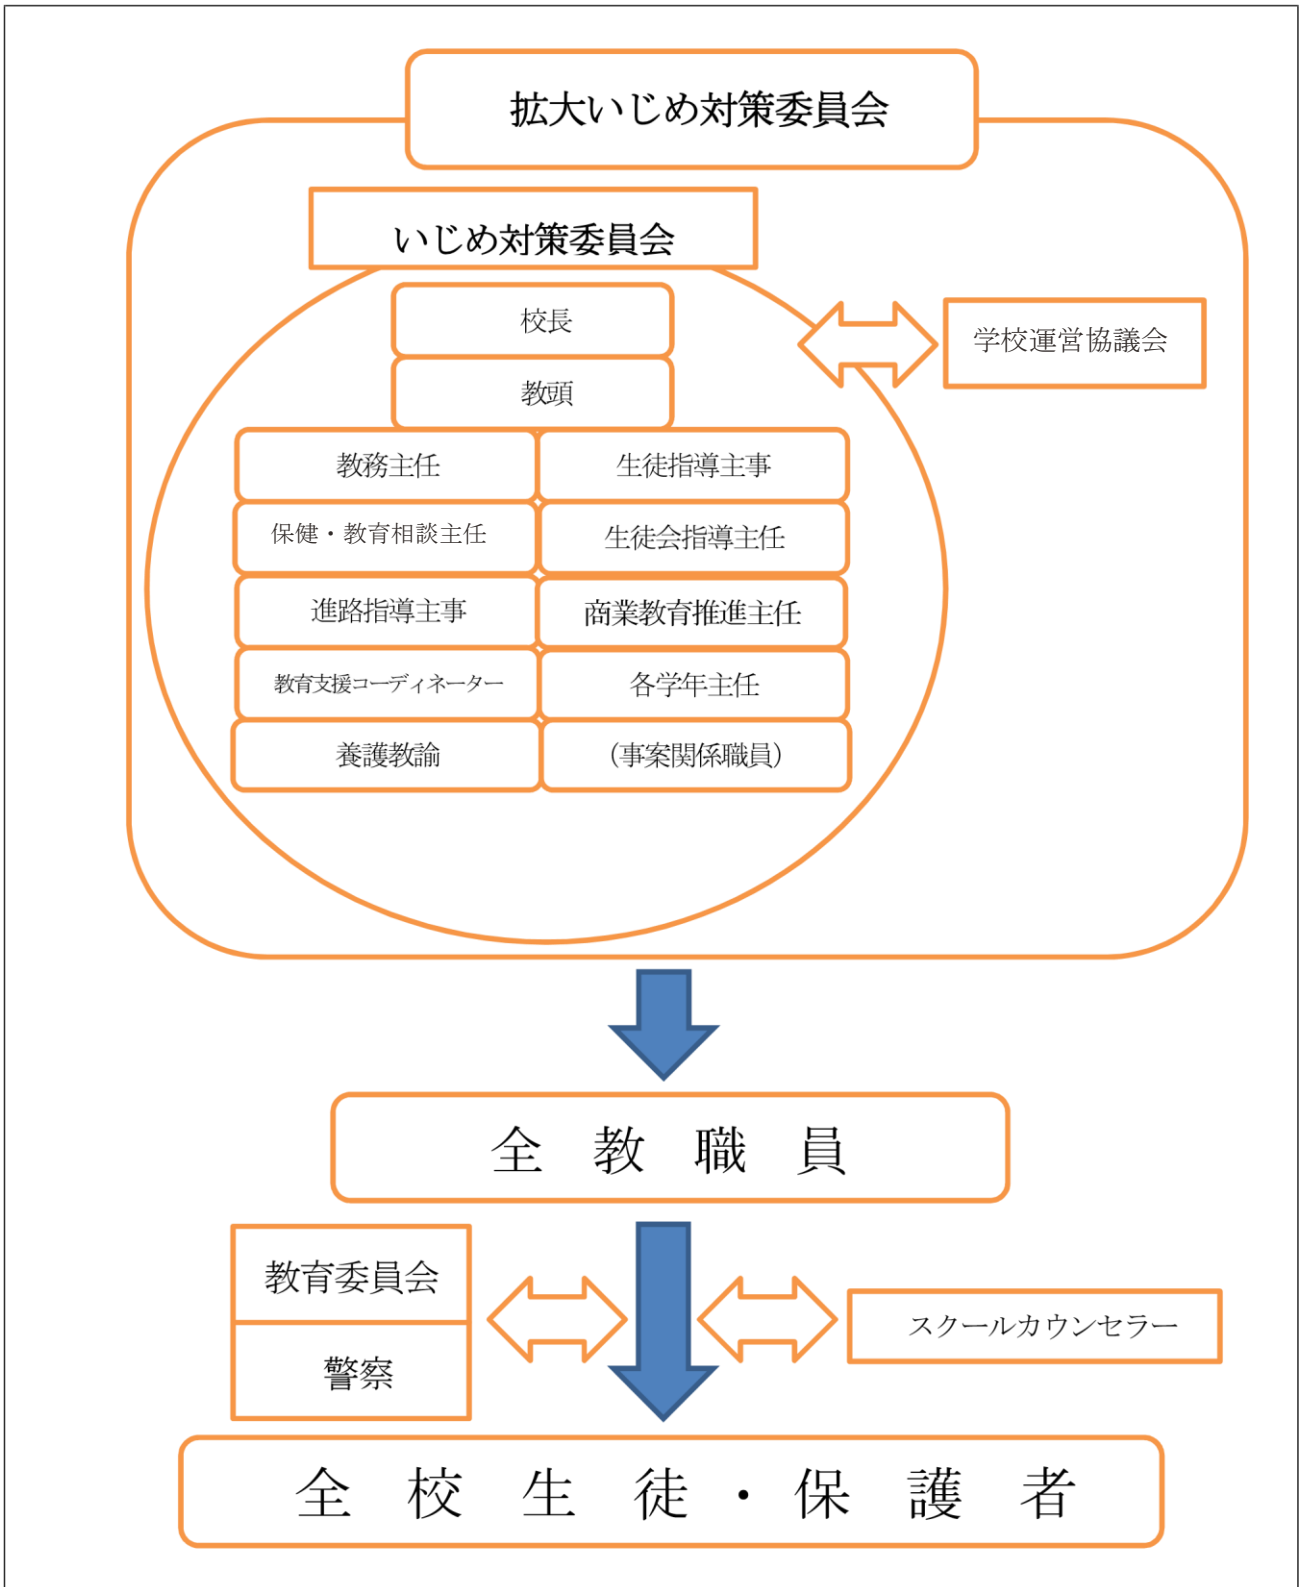 拡大いじめ対策委員会
いじめ対策委員会
校長
学校運営協議会
教頭
教務主任
生徒指導主事
保健・教育相談主任
生徒会指導主任
進路指導主事
商業教育推進主任
教育支援コーディネーター
各学年主任
養護教諭
（事案関係職員）
全教職員
教育委員会
スクールカウンセラー
警察
全校生徒・保護者